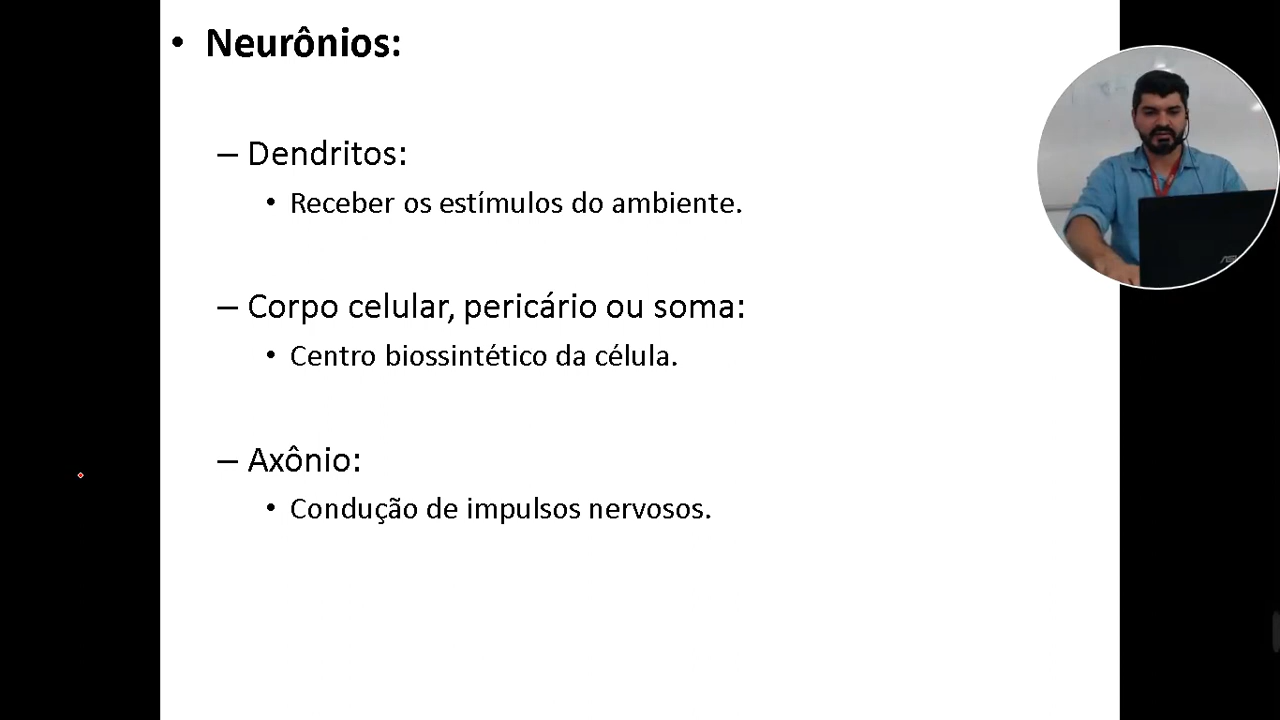 • Neurônios:
– Dendritos:
• Receber os estímulos do ambiente.
– Corpo celular, pericário ou soma:
• Centro biossintético da célula.
– Axônio:
• Condução de impulsos nervosos.